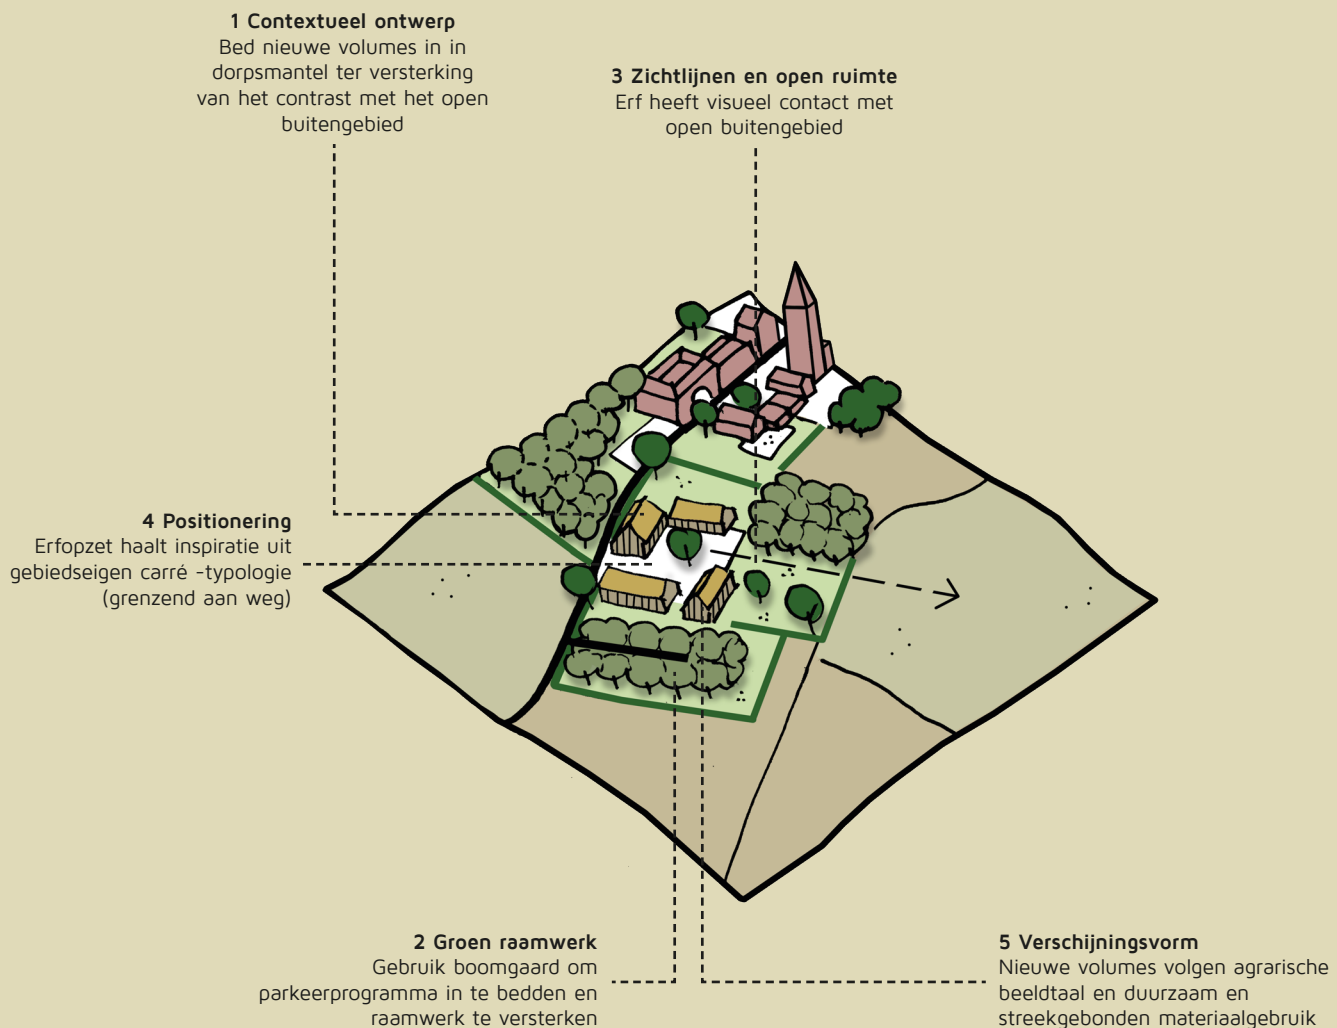 1 Contextueel ontwerp
Bed nieuwe volumes in in
dorpsmantel ter versterking
van het contrast met het open
buitengebied
3 Zichtlijnen en open ruimte
Erf heeft visueel contact met
open buitengebied
4 Positionering
Erfopzet haalt inspiratie uit
gebiedseigen carré -typologie
(grenzend aan weg)
2 Groen raamwerk
Gebruik boomgaard om
parkeerprogramma in te bedden en
raamwerk te versterken
5 Verschijningsvorm
Nieuwe volumes volgen agrarische
beeldtaal en duurzaam en
streekgebonden materiaalgebruik